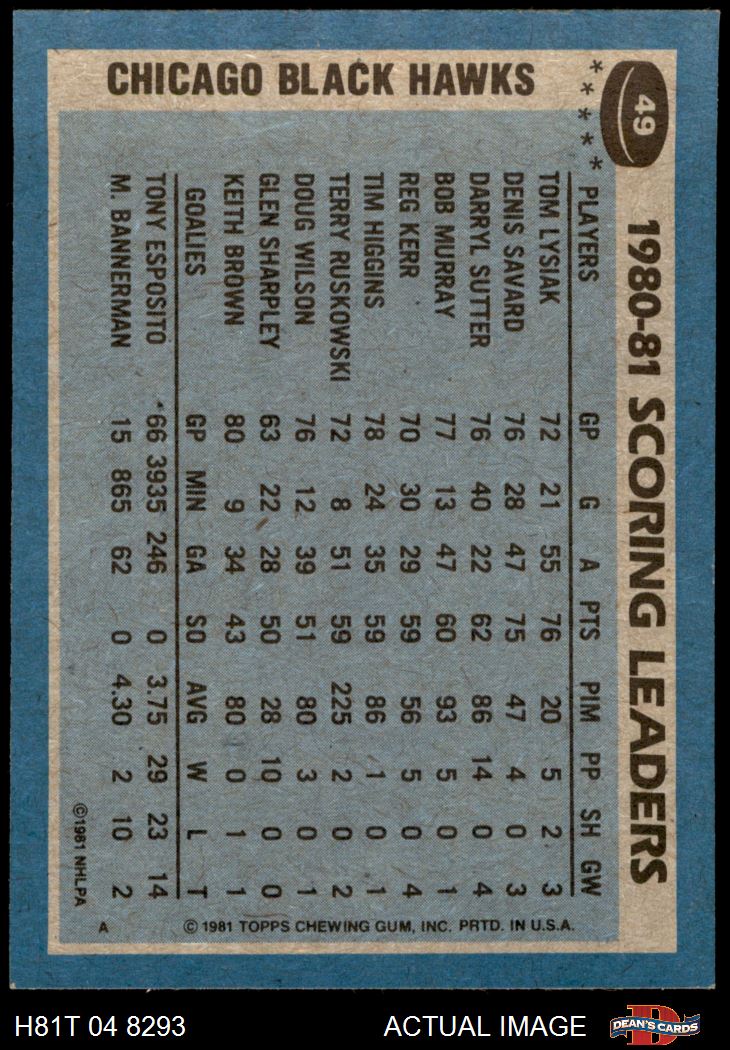 CHICAGO BLACK HAWKS
49
1980-81 SCORING LEADERS
PLAYERS GP G A PTS PIM PP SH GW
TOM LYSIAK 72 21 55 76 20 5 2 3
DENIS SAVARD 76 28 47 75 47 4 0 3
DARRYL SUTTER 76 40 22 62 86 14 0 4
BOB MURRAY 77 13 47 60 93 5 0 1
REG KERR 70 30 29 59 56 5 0 4
TIM HIGGINS 78 24 35 59 86 1 0 1
TERRY RUSKOWSKI 72 8 51 59 225 2 0 2
DOUG WILSON 76 12 39 51 80 3 0 1
GLEN SHARPLEY 63 22 28 50 28 10 0 0
KEITH BROWN 80 9 34 43 80 0 1 1
GOALIES GP MIN GA SO AVG W L T
TONY ESPOSITO 66 3935 246 0 3.75 29 23 14
M. BANNERMAN 15 865 62 0 4.30 2 10 2
©1981 NHLPA
A
© 1981 TOPPS CHEWING GUM, INC. PRTD. IN U.S.A.
H81T 04 8293
ACTUAL IMAGE
D
DEAN'S CARDS